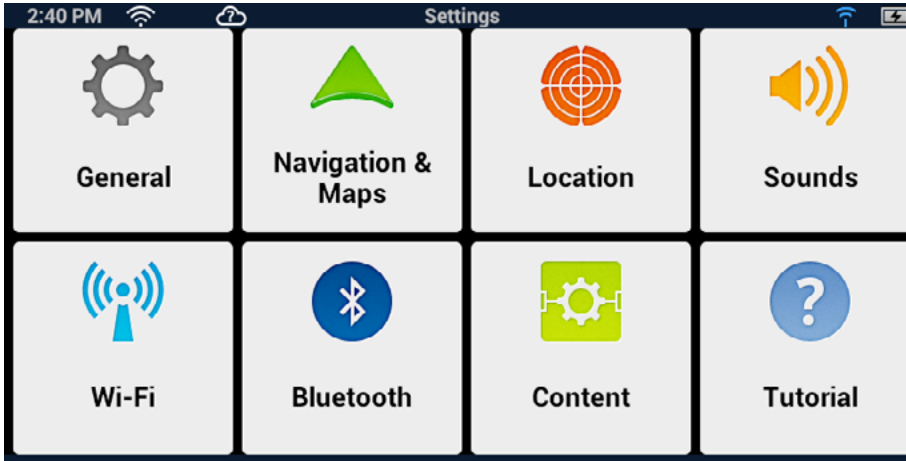 2:40 PM Settings
General
Navigation &
Maps
Location
Sounds
Wi-Fi
Bluetooth
Content
Tutorial